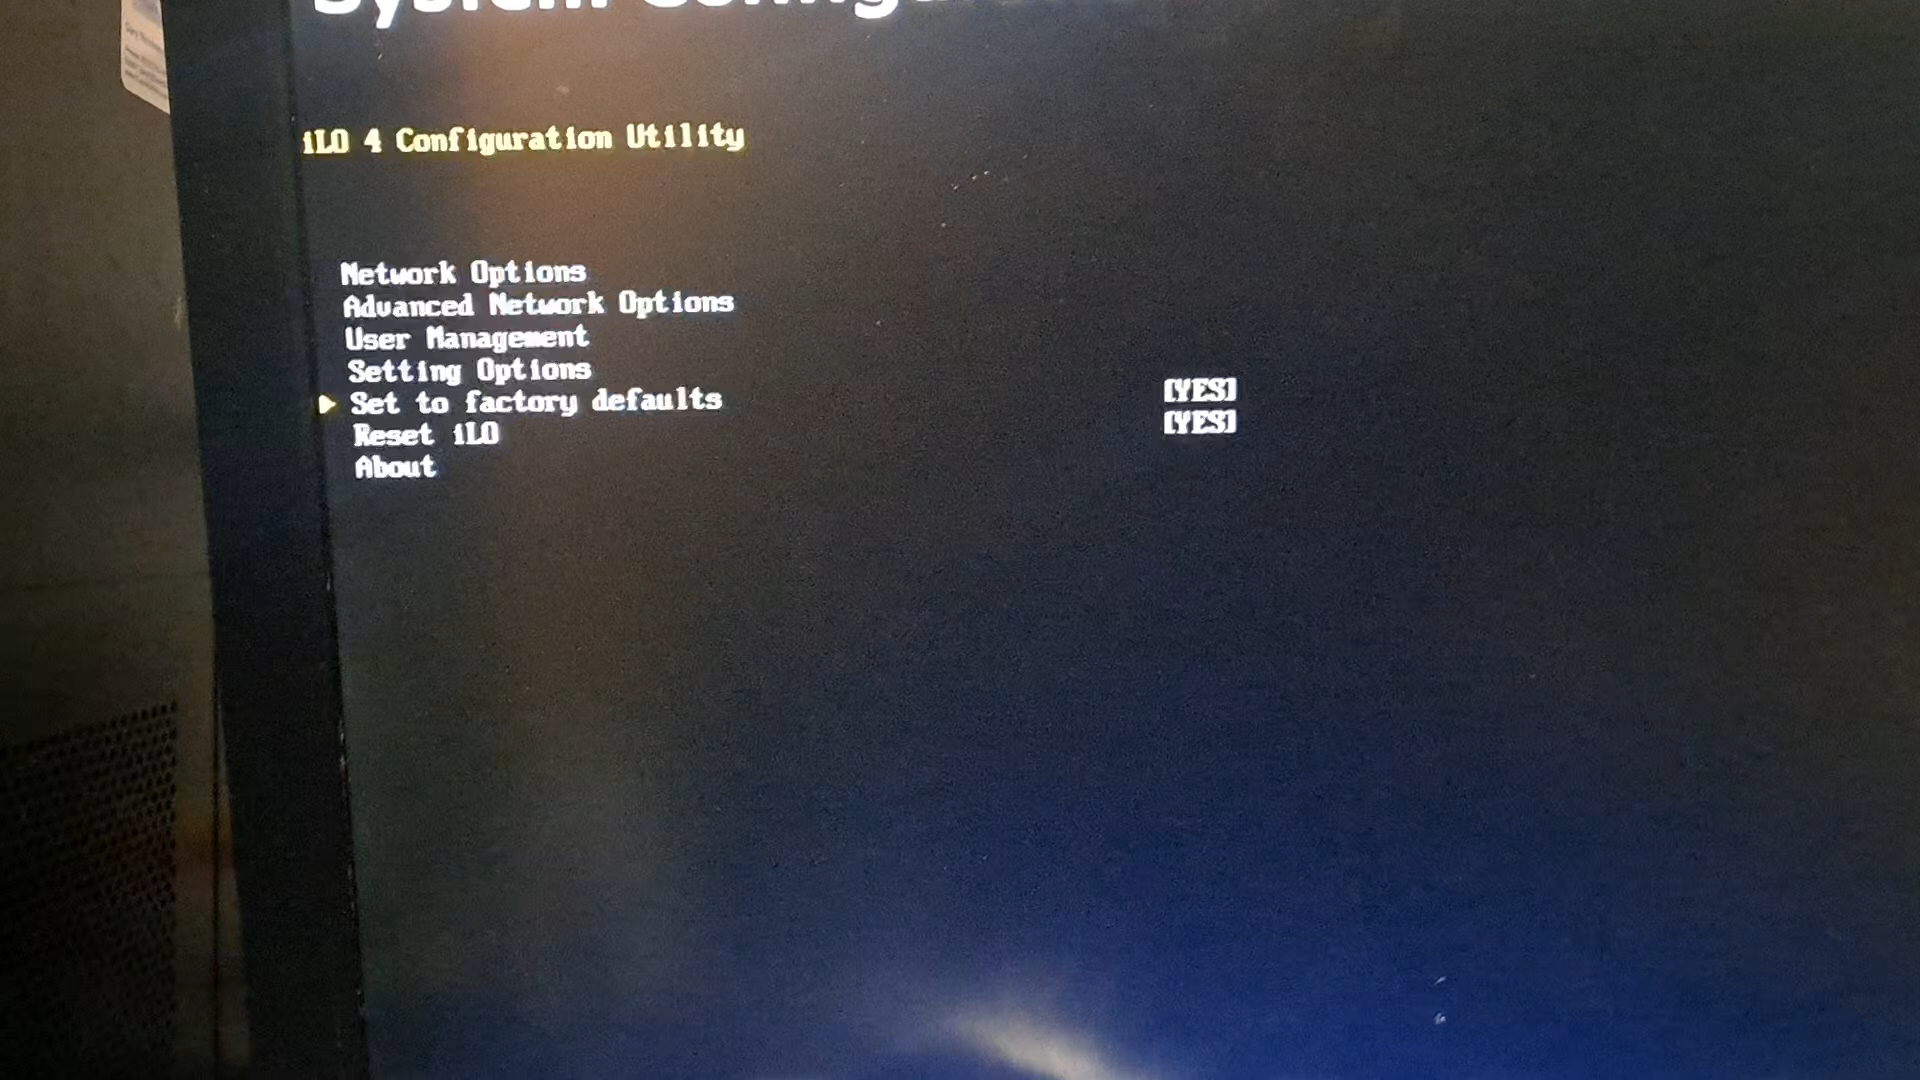 System
iLO 4 Configuration Utility
Network Options
Advanced Network Options
User Management
Setting Options
Set to factory defaults [YES]
Reset iLO [YES]
About